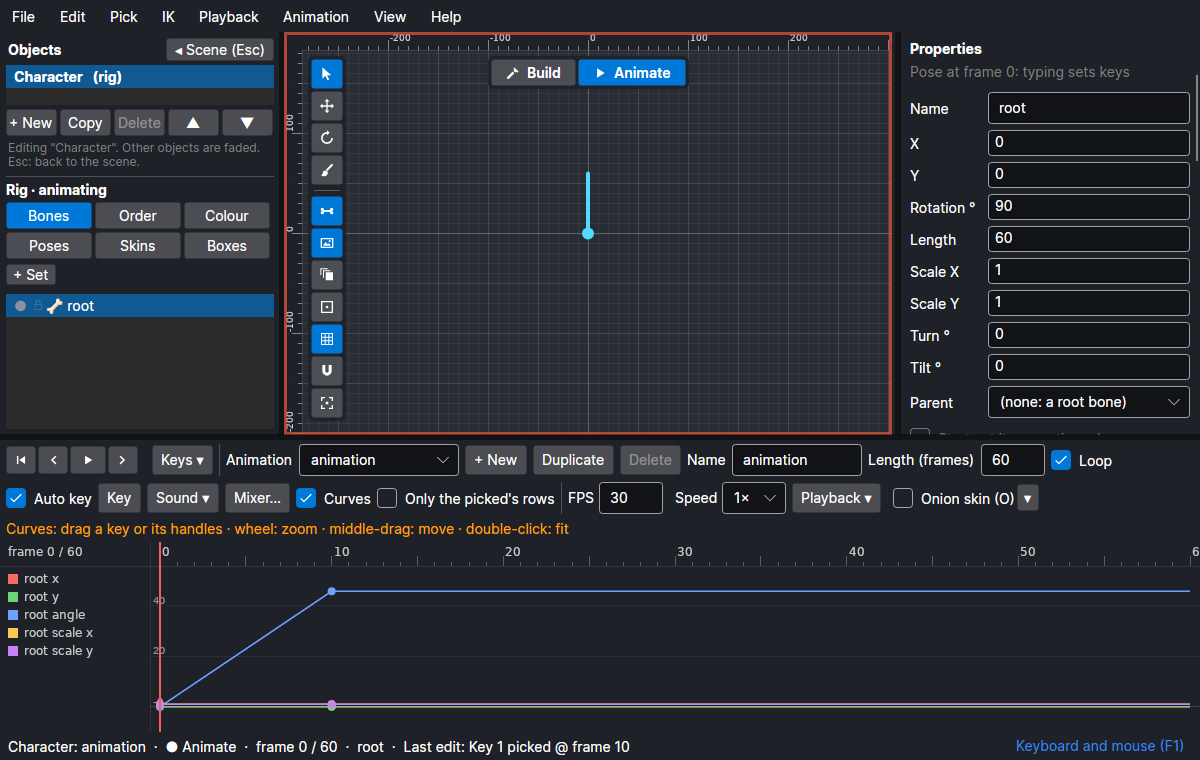 File Edit Pick IK Playback Animation View Help
Objects
◂ Scene (Esc)
Character (rig)
+ New Copy Delete ▲ ▼
Editing "Character". Other objects are faded.
Esc: back to the scene.
Rig · animating
Bones Order Colour
Poses Skins Boxes
+ Set
root
-200 -100 0 100 200
100
0
-100
-200
Build Animate
Properties
Pose at frame 0: typing sets keys
Name root
X 0
Y 0
Rotation ° 90
Length 60
Scale X 1
Scale Y 1
Turn ° 0
Tilt ° 0
Parent (none: a root bone)
Keys ▾ Animation animation + New Duplicate Delete Name animation Length (frames) 60 Loop
Auto key Key Sound ▾ Mixer... Curves Only the picked's rows FPS 30 Speed 1× Playback ▾ Onion skin (O) ▾
Curves: drag a key or its handles · wheel: zoom · middle-drag: move · double-click: fit
frame 0 / 60
0 10 20 30 40 50 6
root x
root y
root angle
root scale x
root scale y
40
20
Character: animation · ● Animate · frame 0 / 60 · root · Last edit: Key 1 picked @ frame 10
Keyboard and mouse (F1)